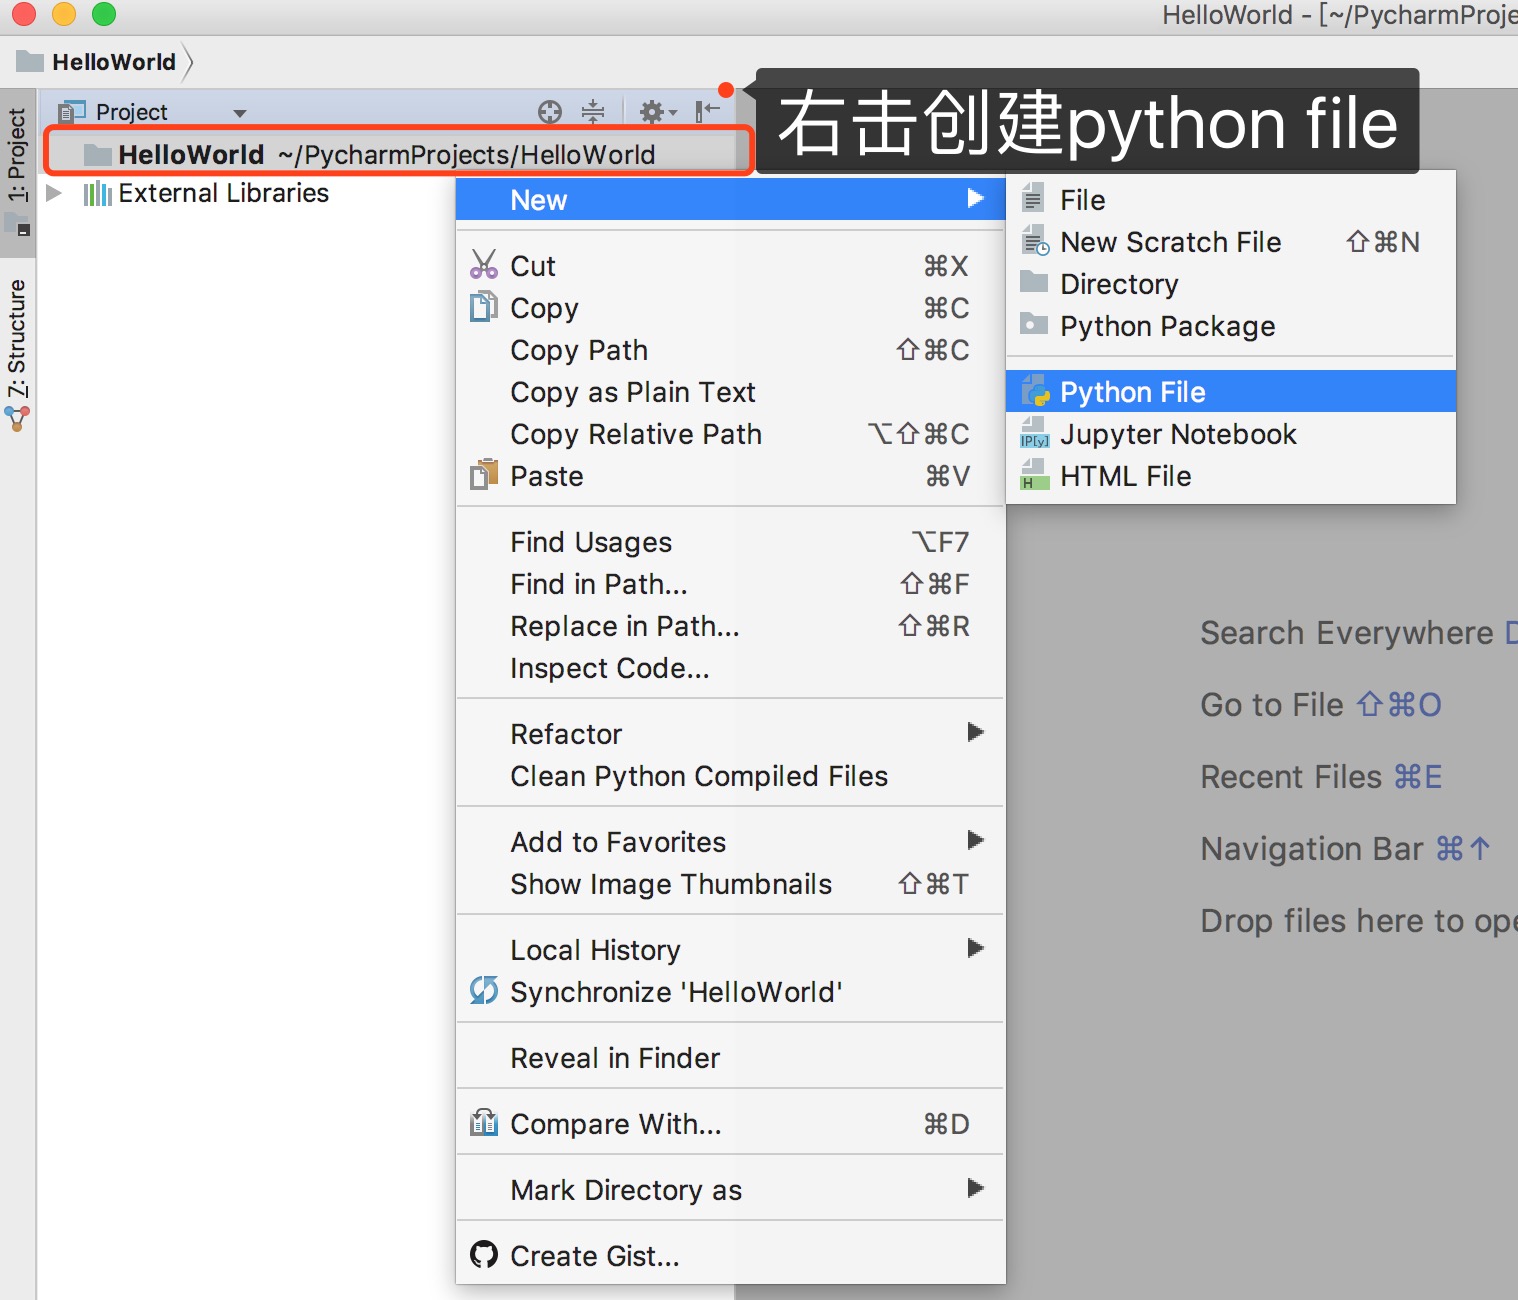 HelloWorld - [~/PycharmProje
HelloWorld
Project
右击创建python file
1: Project
7: Structure
HelloWorld ~/PycharmProjects/HelloWorld
External Libraries
New
Cut ⌘X
Copy ⌘C
Copy Path ⇧⌘C
Copy as Plain Text
Copy Relative Path ⌥⇧⌘C
Paste ⌘V
Find Usages ⌥F7
Find in Path... ⇧⌘F
Replace in Path... ⇧⌘R
Inspect Code...
Refactor
Clean Python Compiled Files
Add to Favorites
Show Image Thumbnails ⇧⌘T
Local History
Synchronize 'HelloWorld'
Reveal in Finder
Compare With... ⌘D
Mark Directory as
Create Gist...
File
New Scratch File ⇧⌘N
Directory
Python Package
Python File
IP[y] Jupyter Notebook
H HTML File
Search Everywhere D
Go to File ⇧⌘O
Recent Files ⌘E
Navigation Bar ⌘↑
Drop files here to ope